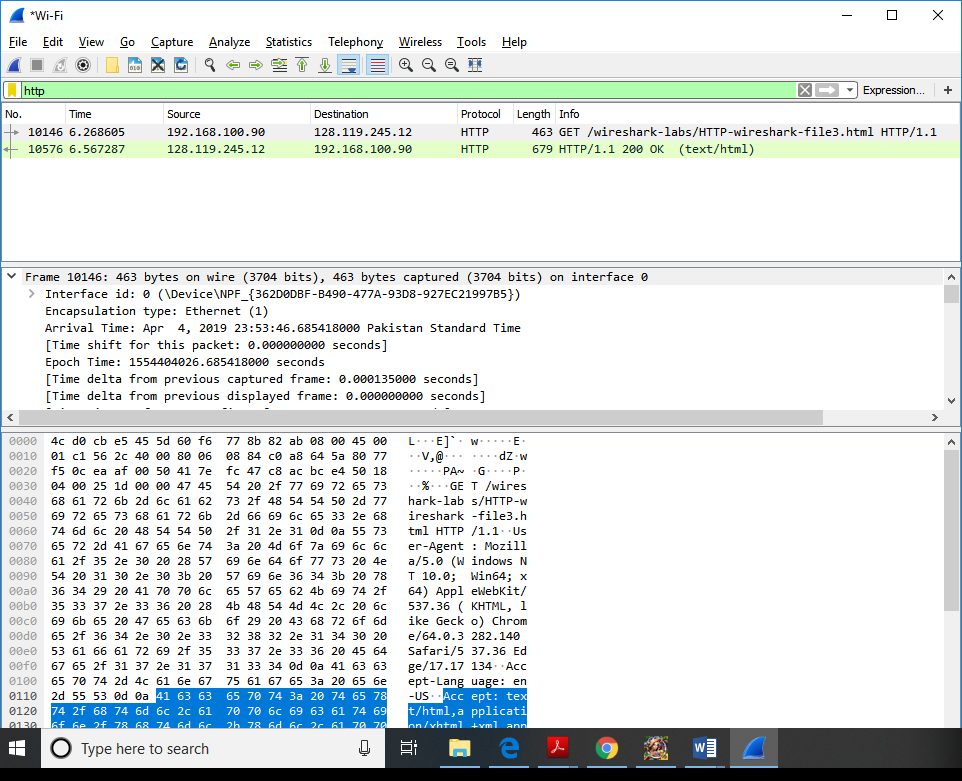 *Wi-Fi
File Edit View Go Capture Analyze Statistics Telephony Wireless Tools Help
http Expression... +
No. Time Source Destination Protocol Length Info
10146 6.268605 192.168.100.90 128.119.245.12 HTTP 463 GET /wireshark-labs/HTTP-wireshark-file3.html HTTP/1.1
10576 6.567287 128.119.245.12 192.168.100.90 HTTP 679 HTTP/1.1 200 OK (text/html)
Frame 10146: 463 bytes on wire (3704 bits), 463 bytes captured (3704 bits) on interface 0
Interface id: 0 (\Device\NPF_{362D0DBF-B490-477A-93D8-927EC21997B5})
Encapsulation type: Ethernet (1)
Arrival Time: Apr 4, 2019 23:53:46.685418000 Pakistan Standard Time
[Time shift for this packet: 0.000000000 seconds]
Epoch Time: 1554404026.685418000 seconds
[Time delta from previous captured frame: 0.000135000 seconds]
[Time delta from previous displayed frame: 0.000000000 seconds]
0000 4c d0 cb e5 45 5d 60 f6 77 8b 82 ab 08 00 45 00 L···E]`· w·····E·
0010 01 c1 56 2c 40 00 80 06 08 84 c0 a8 64 5a 80 77 ··V,@··· ····dZ·w
0020 f5 0c ea af 00 50 41 7e fc 47 c8 ac bc e4 50 18 ·····PA~ ·G····P·
0030 04 00 25 1d 00 00 47 45 54 20 2f 77 69 72 65 73 ··%···GE T /wires
0040 68 61 72 6b 2d 6c 61 62 73 2f 48 54 54 50 2d 77 hark-lab s/HTTP-w
0050 69 72 65 73 68 61 72 6b 2d 66 69 6c 65 33 2e 68 ireshark -file3.h
0060 74 6d 6c 20 48 54 54 50 2f 31 2e 31 0d 0a 55 73 tml HTTP /1.1··Us
0070 65 72 2d 41 67 65 6e 74 3a 20 4d 6f 7a 69 6c 6c er-Agent : Mozill
0080 61 2f 35 2e 30 20 28 57 69 6e 64 6f 77 73 20 4e a/5.0 (W indows N
0090 54 20 31 30 2e 30 3b 20 57 69 6e 36 34 3b 20 78 T 10.0; Win64; x
00a0 36 34 29 20 41 70 70 6c 65 57 65 62 4b 69 74 2f 64) Appl eWebKit/
00b0 35 33 37 2e 33 36 20 28 4b 48 54 4d 4c 2c 20 6c 537.36 ( KHTML, l
00c0 69 6b 65 20 47 65 63 6b 6f 29 20 43 68 72 6f 6d ike Geck o) Chrom
00d0 65 2f 36 34 2e 30 2e 33 32 38 32 2e 31 34 30 20 e/64.0.3 282.140
00e0 53 61 66 61 72 69 2f 35 33 37 2e 33 36 20 45 64 Safari/5 37.36 Ed
00f0 67 65 2f 31 37 2e 31 37 31 33 34 0d 0a 41 63 63 ge/17.17 134··Acc
0100 65 70 74 2d 4c 61 6e 67 75 61 67 65 3a 20 65 6e ept-Lang uage: en
0110 2d 55 53 0d 0a 41 63 63 65 70 74 3a 20 74 65 78 -US··Acc ept: tex
0120 74 2f 68 74 6d 6c 2c 61 70 70 6c 69 63 61 74 69 t/html,a pplicati
0130 6f 6e 2f 78 68 74 6d 6c 2b 78 6d 6c 2c 61 70 70 on/xhtml +xml,app
Type here to search